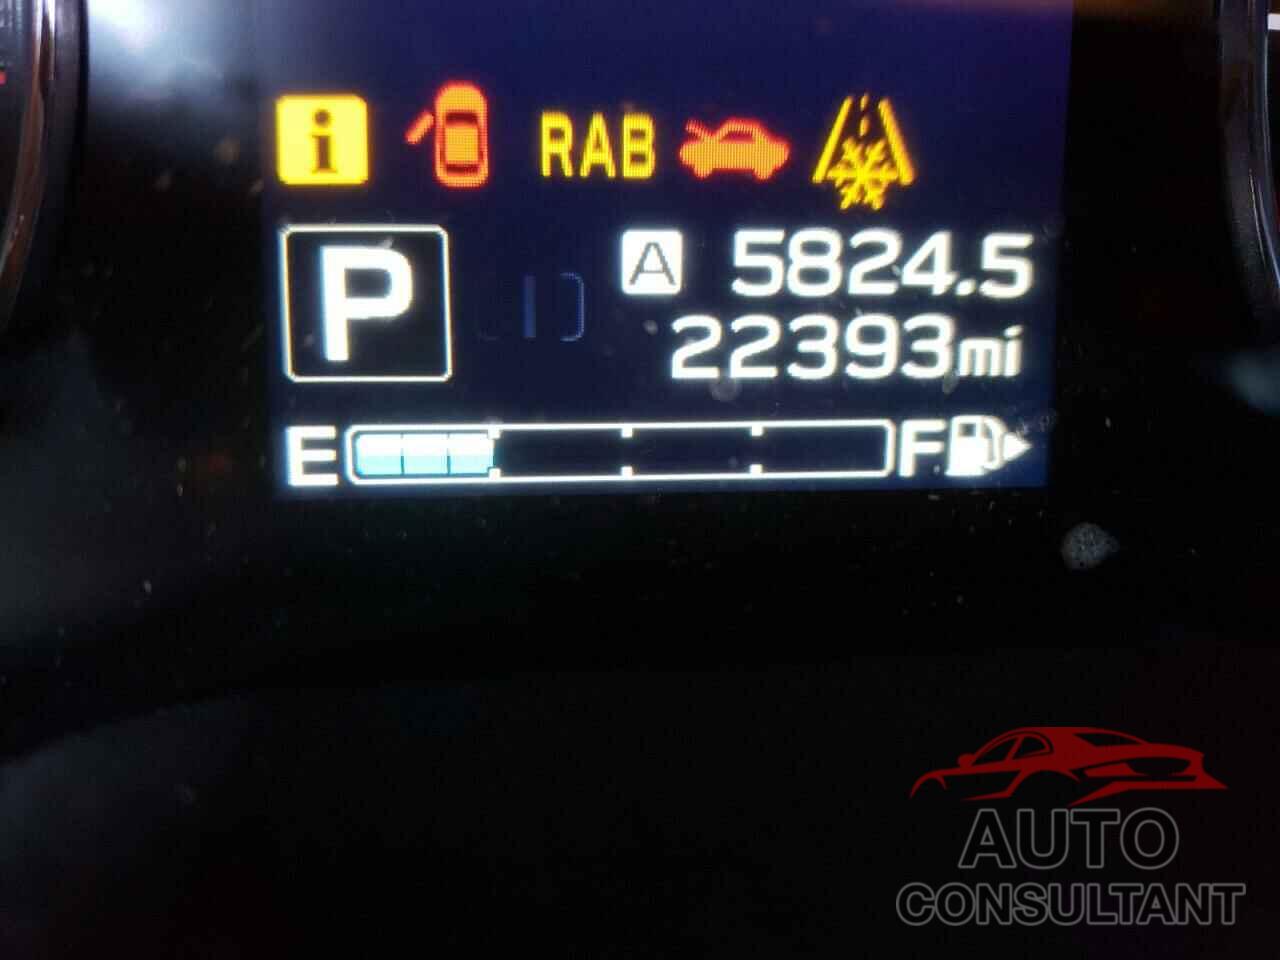 i RAB
P A 5824.5
22393mi
E F
AUTO
CONSULTANT